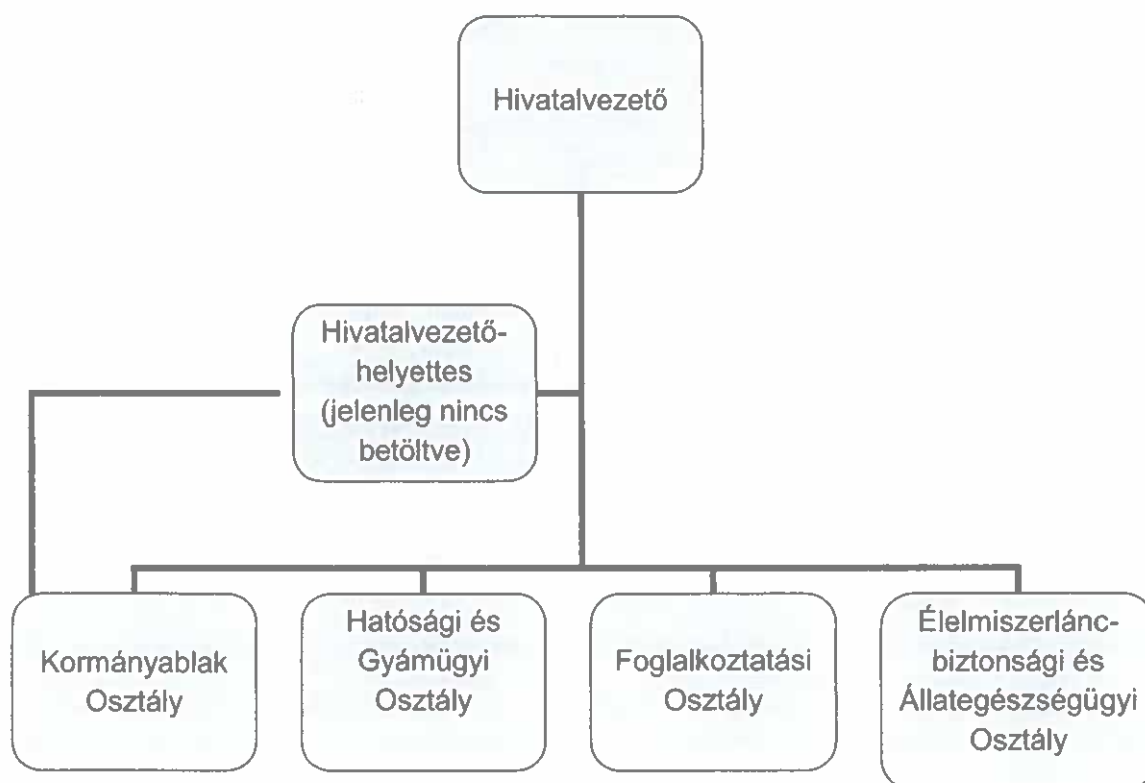 Hivatalvezető
Hivatalvezető-
helyettes
(jelenleg nincs
betöltve)
Kormányablak
Osztály
Hatósági és
Gyámügyi
Osztály
Foglalkoztatási
Osztály
Élelmiszerlánc-
biztonsági és
Állategészségügyi
Osztály